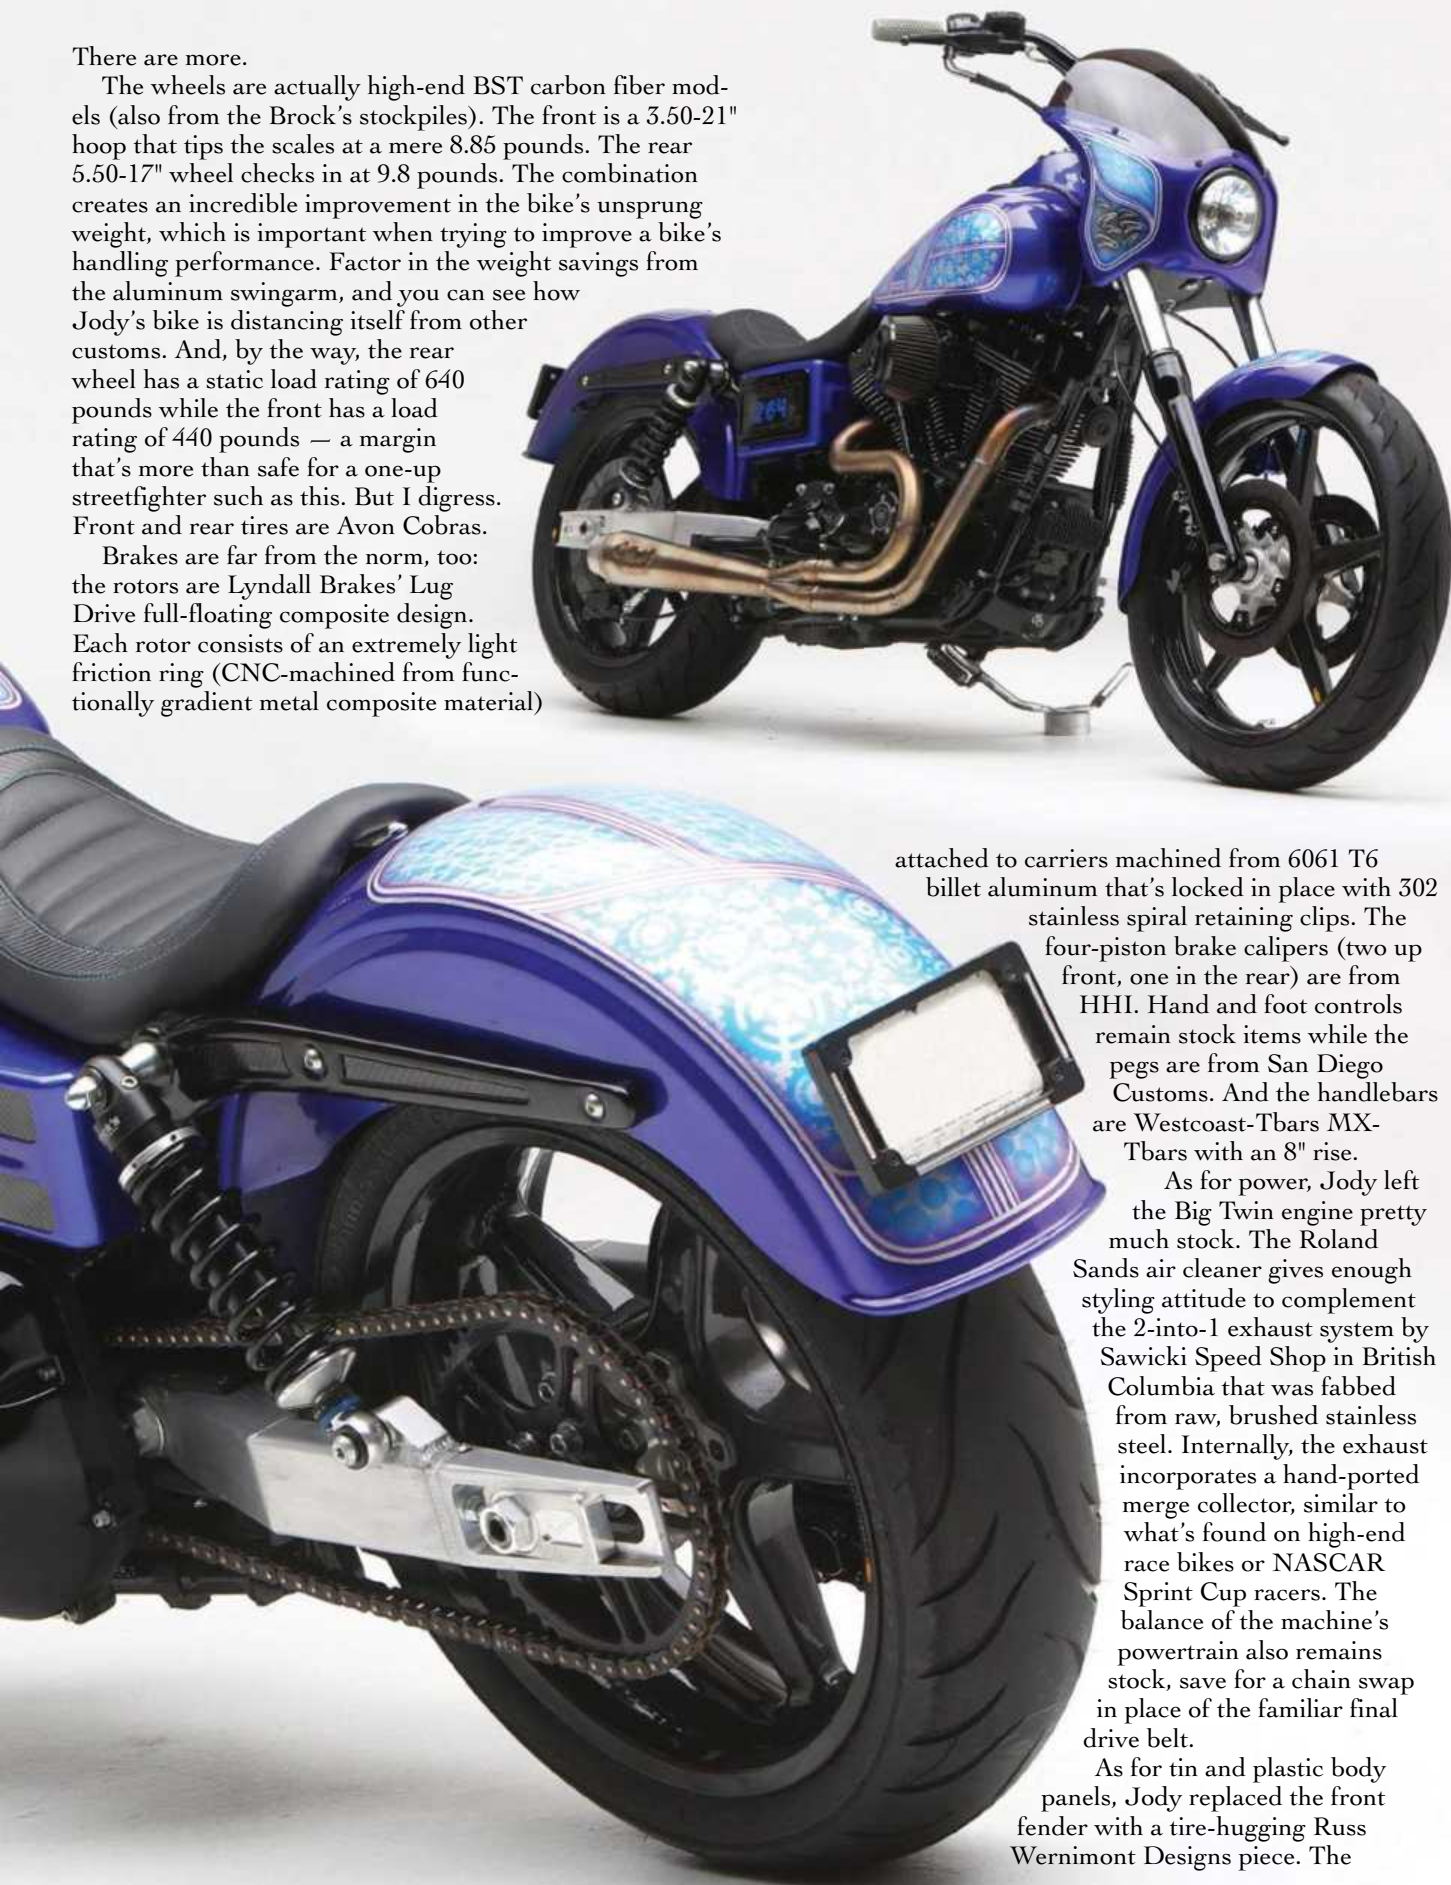 There are more.
The wheels are actually high-end BST carbon fiber mod-
els (also from the Brock’s stockpiles). The front is a 3.50-21"
hoop that tips the scales at a mere 8.85 pounds. The rear
5.50-17" wheel checks in at 9.8 pounds. The combination
creates an incredible improvement in the bike’s unsprung
weight, which is important when trying to improve a bike’s
handling performance. Factor in the weight savings from
the aluminum swingarm, and you can see how
Jody’s bike is distancing itself from other
customs. And, by the way, the rear
wheel has a static load rating of 640
pounds while the front has a load
rating of 440 pounds — a margin
that’s more than safe for a one-up
streetfighter such as this. But I digress.
Front and rear tires are Avon Cobras.
Brakes are far from the norm, too:
the rotors are Lyndall Brakes’ Lug
Drive full-floating composite design.
Each rotor consists of an extremely light
friction ring (CNC-machined from func-
tionally gradient metal composite material)
264
attached to carriers machined from 6061 T6
billet aluminum that’s locked in place with 302
stainless spiral retaining clips. The
four-piston brake calipers (two up
front, one in the rear) are from
HHI. Hand and foot controls
remain stock items while the
pegs are from San Diego
Customs. And the handlebars
are Westcoast-Tbars MX-
Tbars with an 8" rise.
As for power, Jody left
the Big Twin engine pretty
much stock. The Roland
Sands air cleaner gives enough
styling attitude to complement
the 2-into-1 exhaust system by
Sawicki Speed Shop in British
Columbia that was fabbed
from raw, brushed stainless
steel. Internally, the exhaust
incorporates a hand-ported
merge collector, similar to
what’s found on high-end
race bikes or NASCAR
Sprint Cup racers. The
balance of the machine’s
powertrain also remains
stock, save for a chain swap
in place of the familiar final
drive belt.
As for tin and plastic body
panels, Jody replaced the front
fender with a tire-hugging Russ
Wernimont Designs piece. The